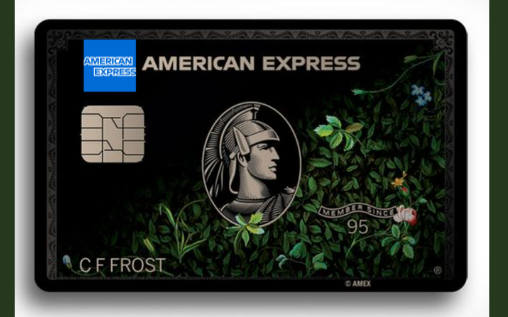 AMERICAN
EXPRESS
AMERICAN EXPRESS
MEMBER SINCE
95
C F FROST
®
© AMEX